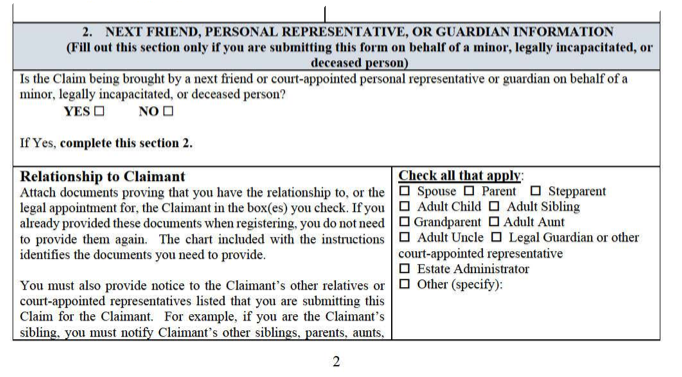 2. NEXT FRIEND, PERSONAL REPRESENTATIVE, OR GUARDIAN INFORMATION
(Fill out this section only if you are submitting this form on behalf of a minor, legally incapacitated, or
deceased person)
Is the Claim being brought by a next friend or court-appointed personal representative or guardian on behalf of a
minor, legally incapacitated, or deceased person?
YES ☐ NO ☐
If Yes, complete this section 2.
Relationship to Claimant
Attach documents proving that you have the relationship to, or the
legal appointment for, the Claimant in the box(es) you check. If you
already provided these documents when registering, you do not need
to provide them again. The chart included with the instructions
identifies the documents you need to provide.
You must also provide notice to the Claimant's other relatives or
court-appointed representatives listed that you are submitting this
Claim for the Claimant. For example, if you are the Claimant's
sibling, you must notify Claimant's other siblings, parents, aunts,
Check all that apply:
☐ Spouse ☐ Parent ☐ Stepparent
☐ Adult Child ☐ Adult Sibling
☐ Grandparent ☐ Adult Aunt
☐ Adult Uncle ☐ Legal Guardian or other
court-appointed representative
☐ Estate Administrator
☐ Other (specify):
2